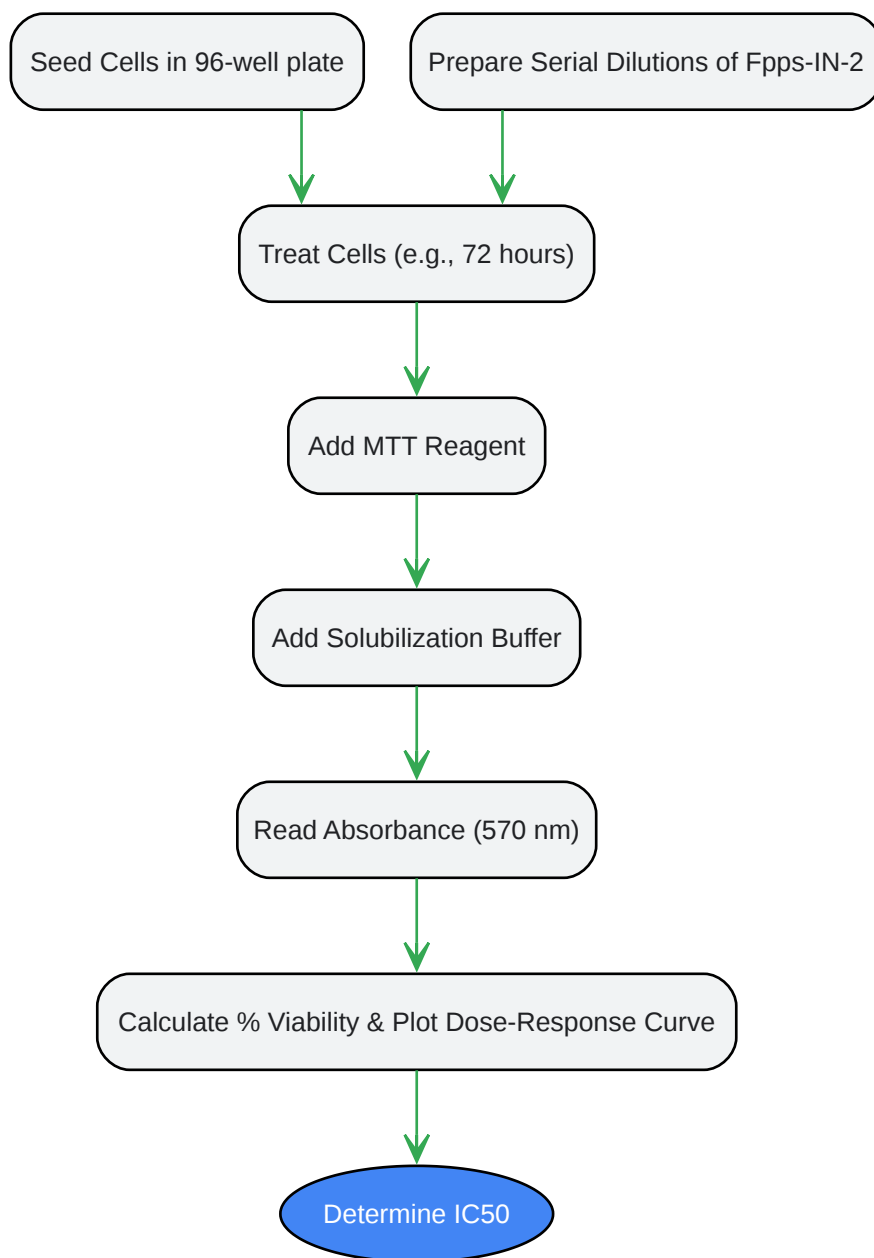 Seed Cells in 96-well plate
Prepare Serial Dilutions of Fpps-IN-2
Treat Cells (e.g., 72 hours)
Add MTT Reagent
Add Solubilization Buffer
Read Absorbance (570 nm)
Calculate % Viability & Plot Dose-Response Curve
Determine IC50